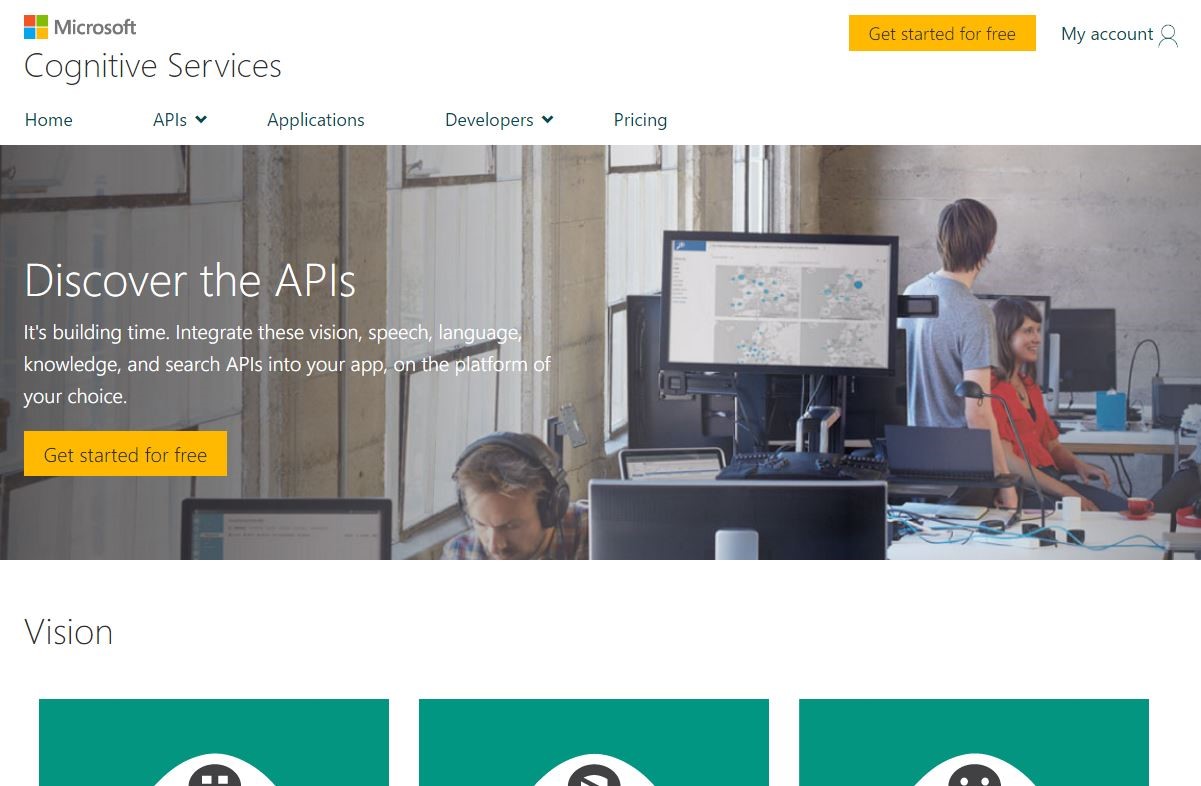 Microsoft
Get started for free
My account
Cognitive Services
Home
APIs
Applications
Developers
Pricing
Discover the APIs
It's building time. Integrate these vision, speech, language,
knowledge, and search APIs into your app, on the platform of
your choice.
Get started for free
Vision